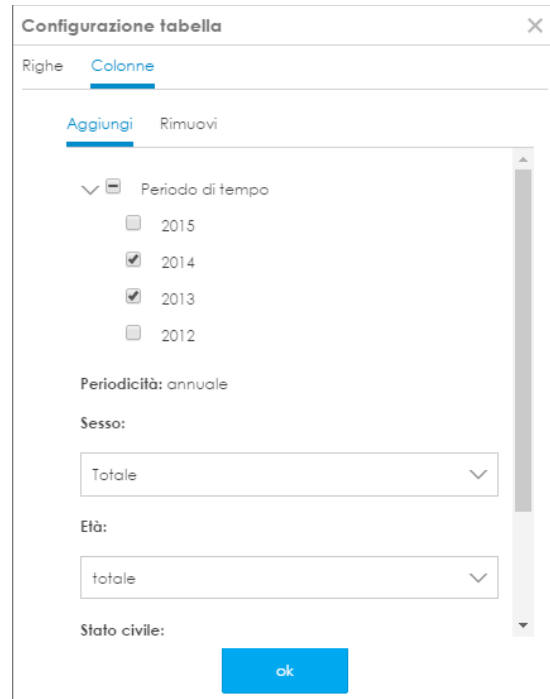 Configurazione tabella
Righe Colonne
Aggiungi Rimuovi
Periodo di tempo
2015
2014
2013
2012
Periodicità: annuale
Sesso:
Totale
Età:
totale
Stato civile:
ok